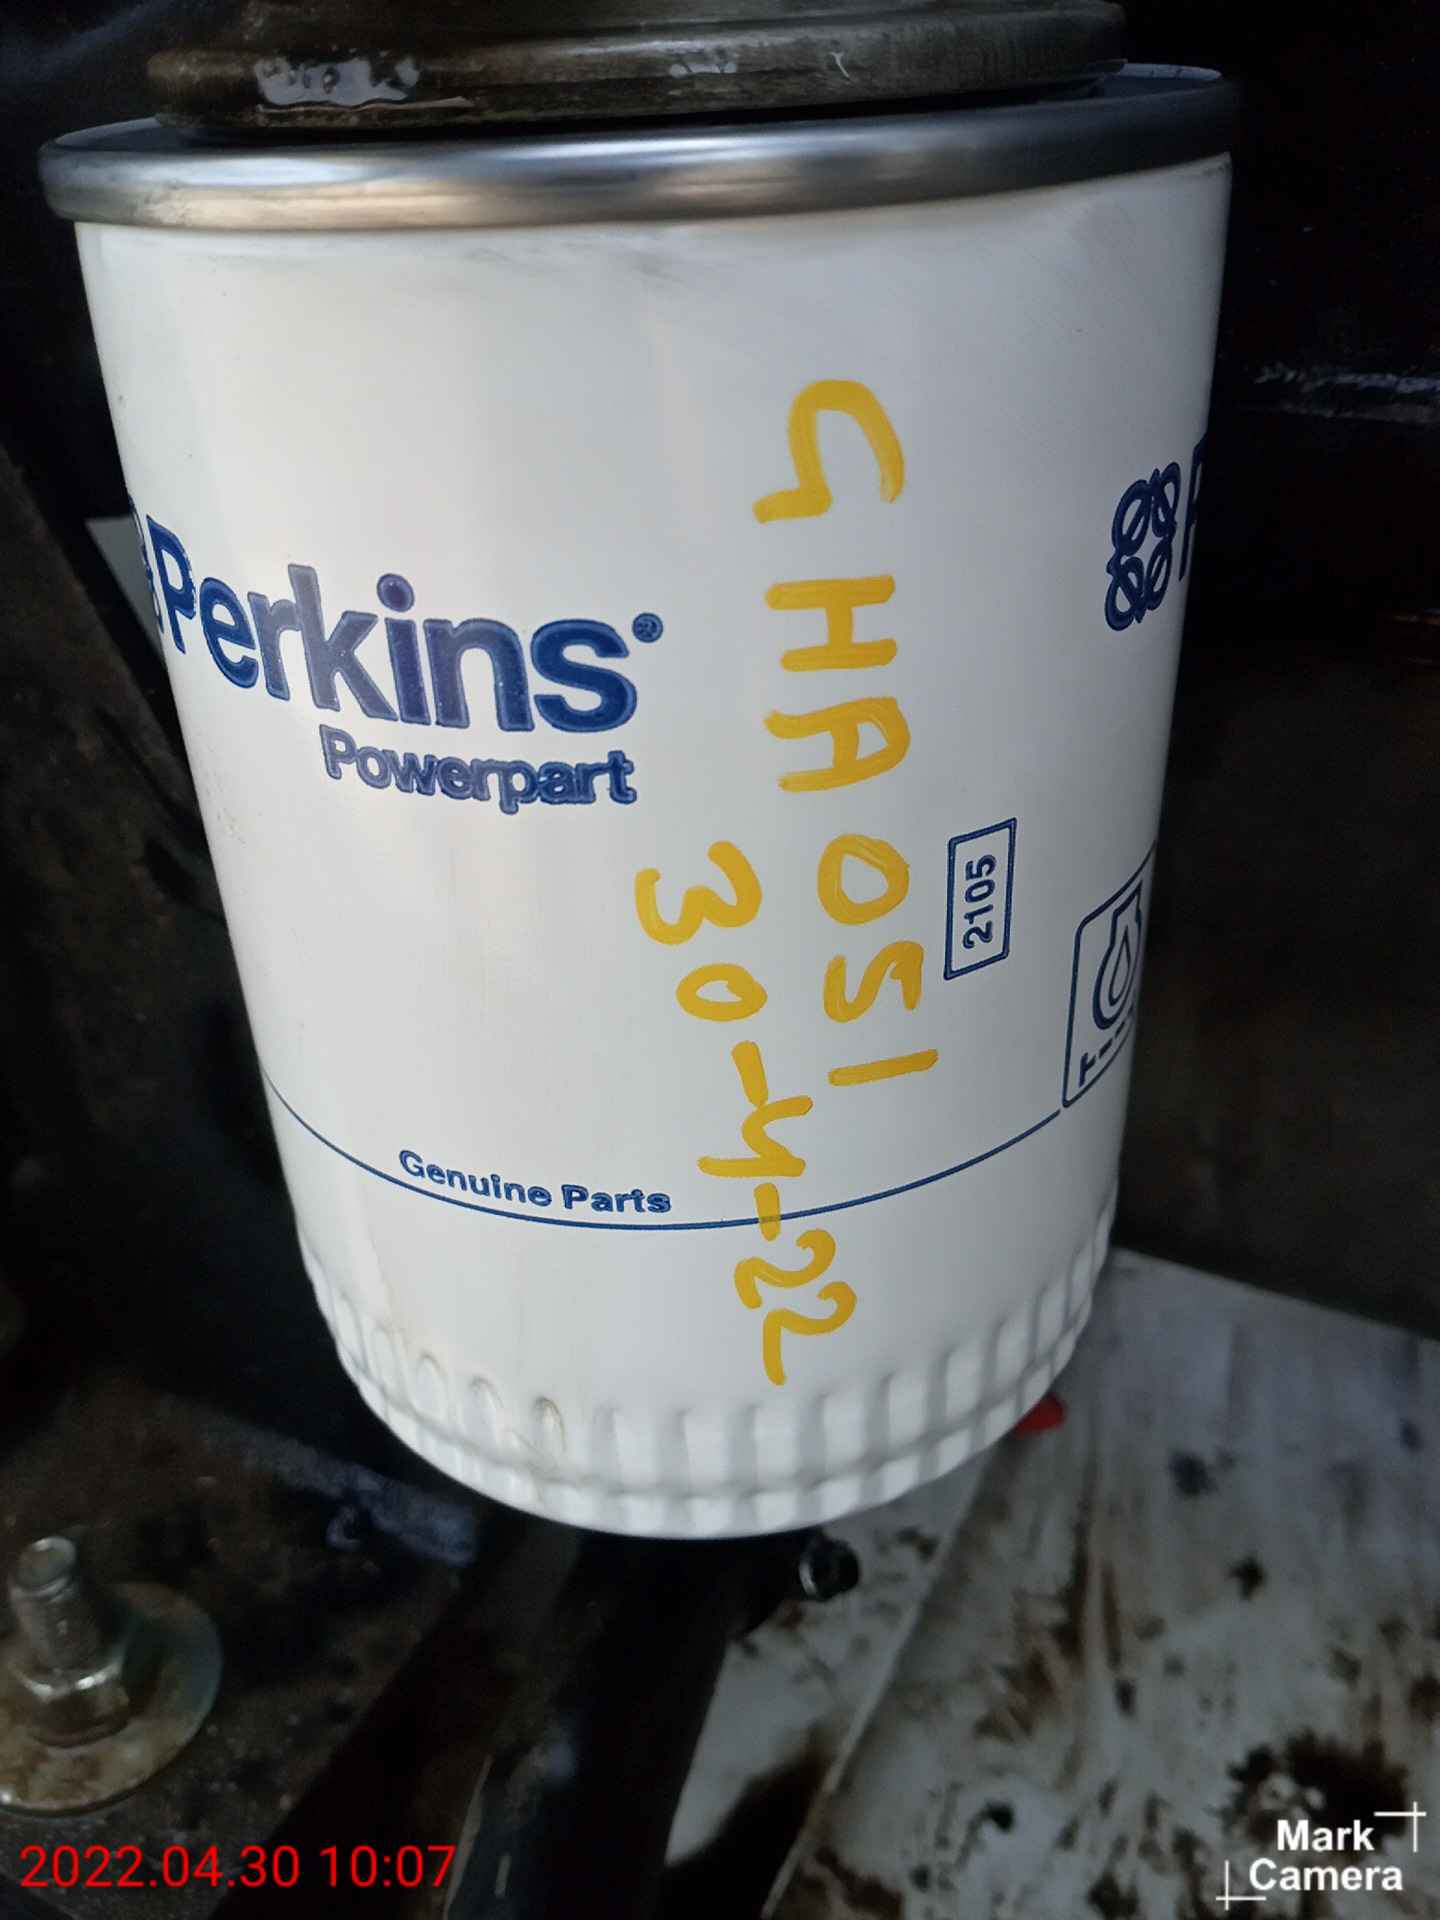 Perkins®
Powerpart
GHA051
30-4-22
2105
Genuine Parts
2022.04.30 10:07
Mark
Camera